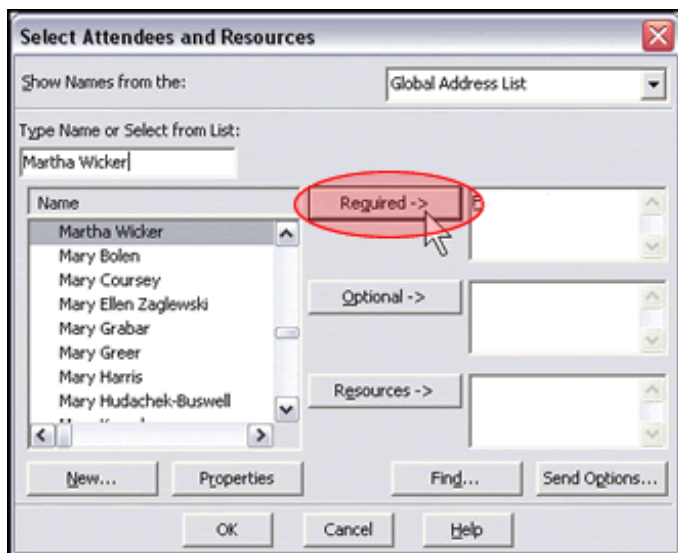 Select Attendees and Resources
Show Names from the:
Global Address List
Type Name or Select from List:
Martha Wicker
Name
Required ->
Martha Wicker
Mary Bolen
Mary Coursey
Mary Ellen Zaglewski
Mary Grabar
Mary Greer
Mary Harris
Mary Hudachek-Buswell
Optional ->
Resources ->
New...
Properties
Find...
Send Options...
OK
Cancel
Help